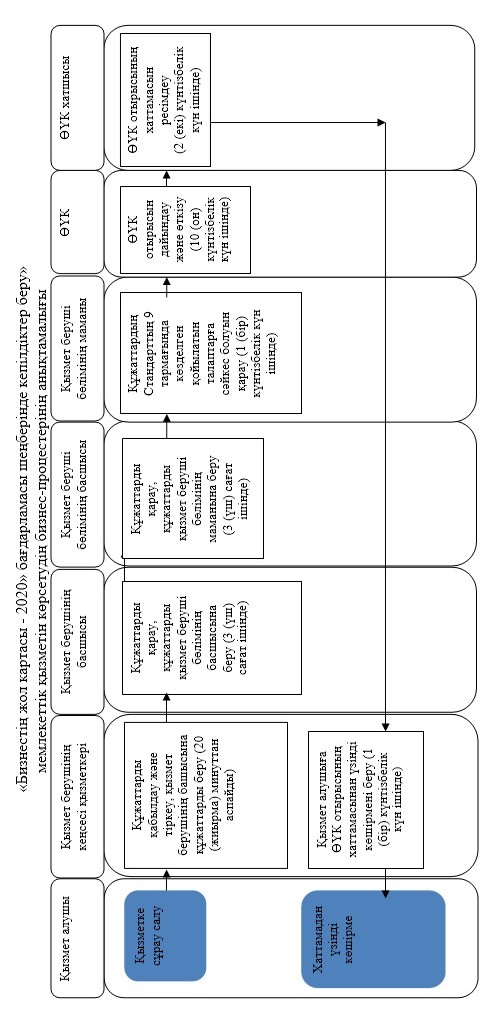 «Бизнестің жол картасы - 2020» бағдарламасы шеңберінде кепілдіктер беру»
мемлекеттік қызметін көрсетудің бизнес-процестерінің анықтамалығы
Қызмет алушы
Қызмет берушінің
кеңсесі қызметкері
Қызмет берушінің
басшысы
Қызмет беруші
бөлімінің басшысы
Қызмет беруші
бөлімінің маманы
ӨҮК
ӨҮК хатшысы
Қызметке
сұрау салу
Құжаттарды
қабылдау және
тіркеу, қызмет
берушінің башысына
құжаттарды беру (20
(жиырма) минуттан
аспайды)
Құжаттарды
қарау,
құжаттарды
қызмет беруші
бөлімінің
басшысына
беру (3 (үш)
сағат ішінде)
Құжаттарды
қарау,
құжаттарды
қызмет беруші
бөлімінің
маманына беру
(3 (үш) сағат
ішінде)
Құжаттардың
Стандарттың 9
тармағында
көзделген
қойылатын
талаптарға
сәйкес болуын
қарау (1 (бір)
күнтізбелік күн
ішінде)
ӨҮК
отырысын
дайындау
және өткізу
(10 (он)
күнтізбелік
күн ішінде)
ӨҮК отырысының
хаттамасын
ресімдеу
(2 (екі) күнтізбелік
күн ішінде)
Қызмет алушыға
ӨҮК отырысының
хаттамасынан үзінді
көшірмені беру (1
(бір) күнтізбелік
күн ішінде)
Хаттамадан
үзінді
көшірме